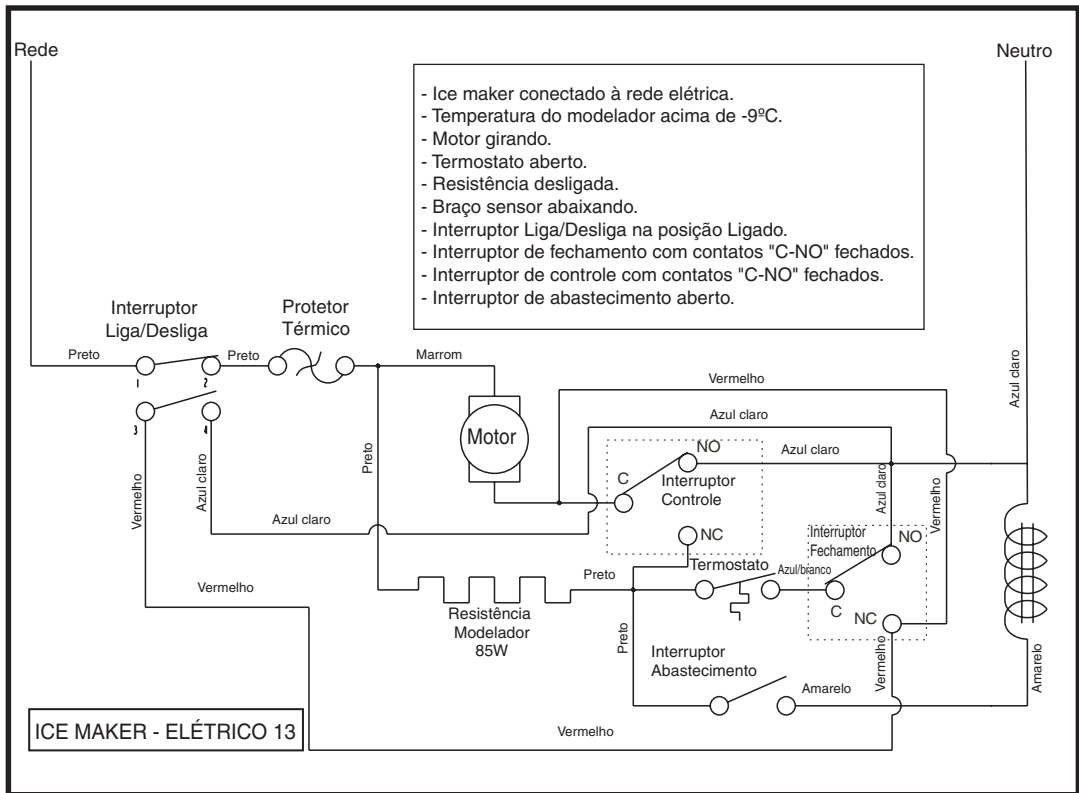 Rede
Neutro
- Ice maker conectado à rede elétrica.
- Temperatura do modelador acima de -9ºC.
- Motor girando.
- Termostato aberto.
- Resistência desligada.
- Braço sensor abaixando.
- Interruptor Liga/Desliga na posição Ligado.
- Interruptor de fechamento com contatos "C-NO" fechados.
- Interruptor de controle com contatos "C-NO" fechados.
- Interruptor de abastecimento aberto.
Interruptor
Liga/Desliga
Protetor
Térmico
Preto
Preto
Marrom
Vermelho
Azul claro
Azul claro
1
2
3
4
Motor
NO
Azul claro
C
Interruptor
Controle
NC
Preto
Vermelho
Azul claro
Azul claro
Azul claro
Vermelho
Interruptor
Fechamento
NO
Termostato
Azul/branco
Preto
C
NC
Vermelho
Resistência
Modelador
85W
Preto
Interruptor
Abastecimento
Amarelo
Vermelho
Amarelo
ICE MAKER - ELÉTRICO 13
Vermelho